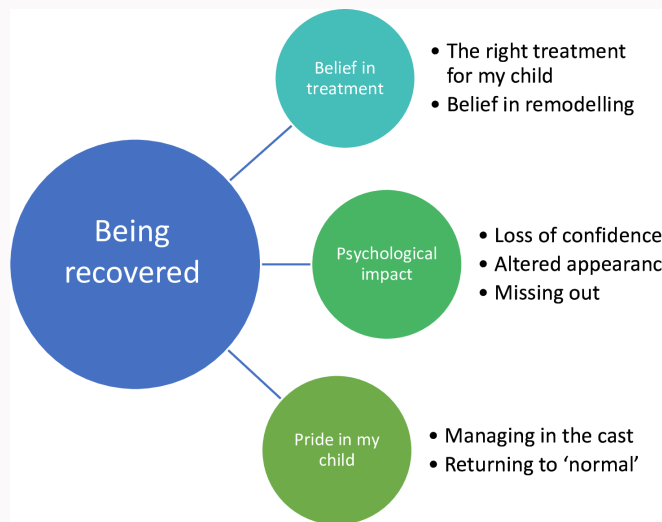 Belief in
treatment
• The right treatment
for my child
• Belief in remodelling
Being
recovered
Psychological
impact
• Loss of confidence
• Altered appearanc
• Missing out
Pride in my
child
• Managing in the cast
• Returning to ‘normal’